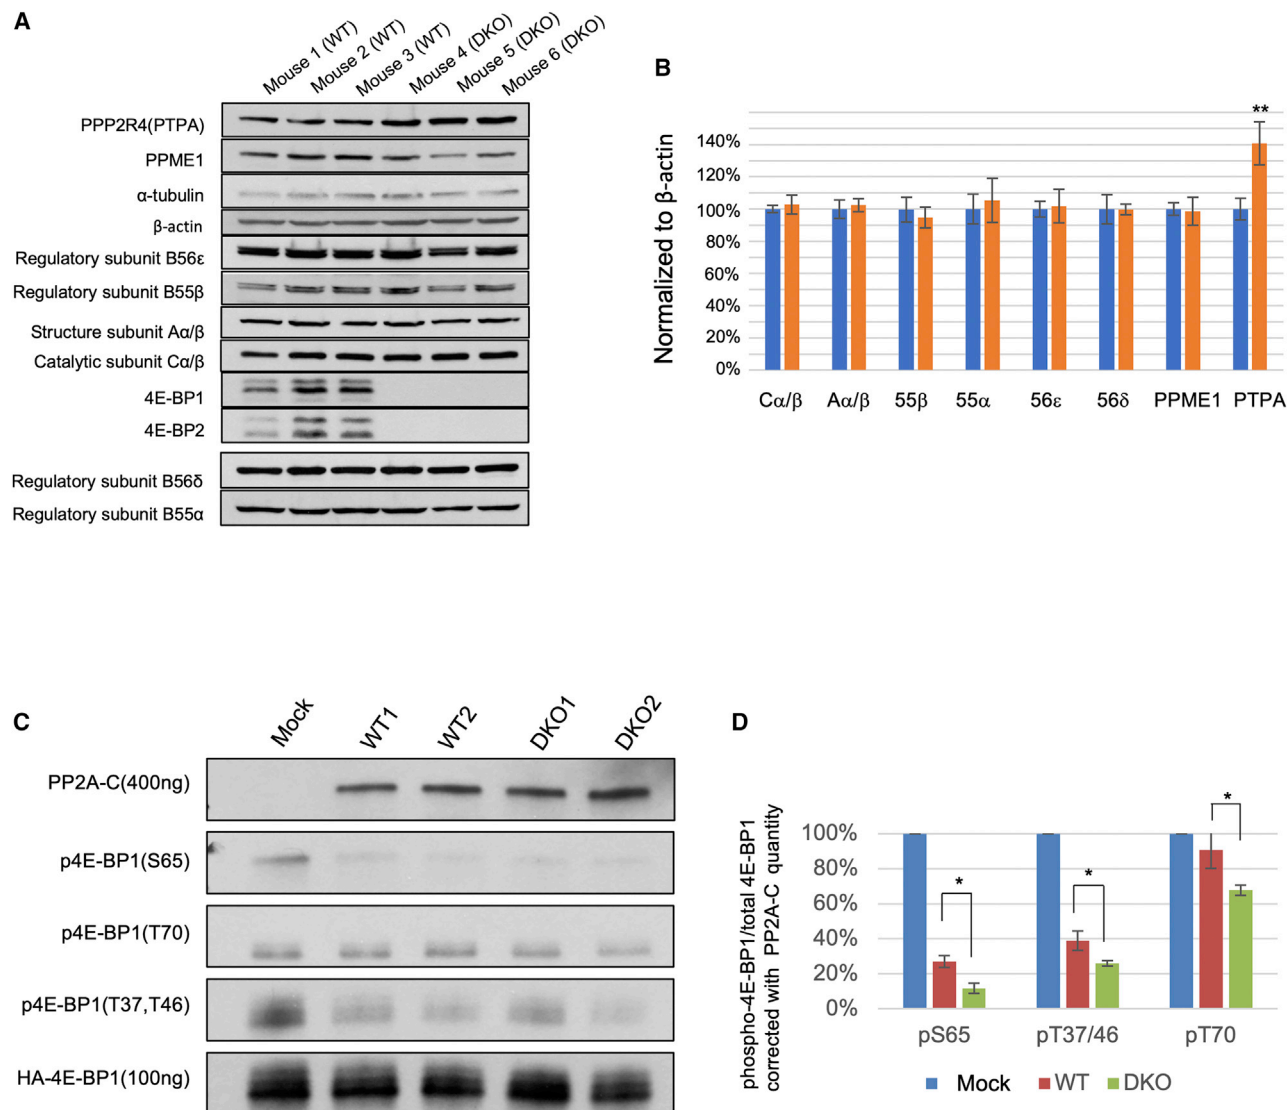 A
Mouse 1 (WT)
Mouse 2 (WT)
Mouse 3 (WT)
Mouse 4 (DKO)
Mouse 5 (DKO)
Mouse 6 (DKO)
PPP2R4(PTPA)
PPME1
α-tubulin
β-actin
Regulatory subunit B56ε
Regulatory subunit B55β
Structure subunit Aα/β
Catalytic subunit Cα/β
4E-BP1
4E-BP2
Regulatory subunit B56δ
Regulatory subunit B55α
B
Normalized to β-actin
**
140%
120%
100%
80%
60%
40%
20%
0%
Cα/β
Aα/β
55β
55α
56ε
56δ
PPME1
PTPA
C
Mock
WT1
WT2
DKO1
DKO2
PP2A-C(400ng)
p4E-BP1(S65)
p4E-BP1(T70)
p4E-BP1(T37,T46)
HA-4E-BP1(100ng)
D
phospho-4E-BP1/total 4E-BP1
corrected with PP2A-C quantity
100%
80%
60%
40%
20%
0%
*
*
*
pS65
pT37/46
pT70
Mock
WT
DKO